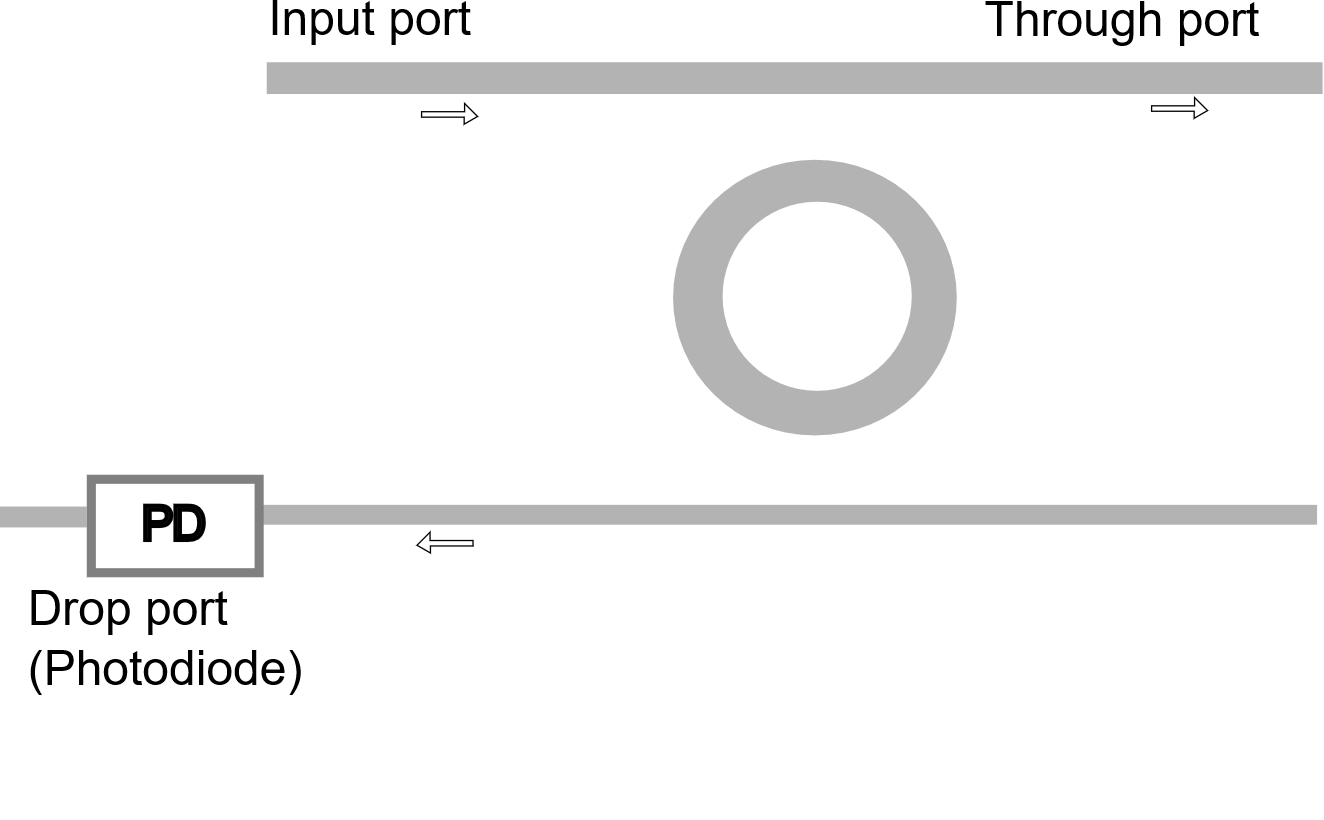 Input port
Through port
PD
Drop port
(Photodiode)